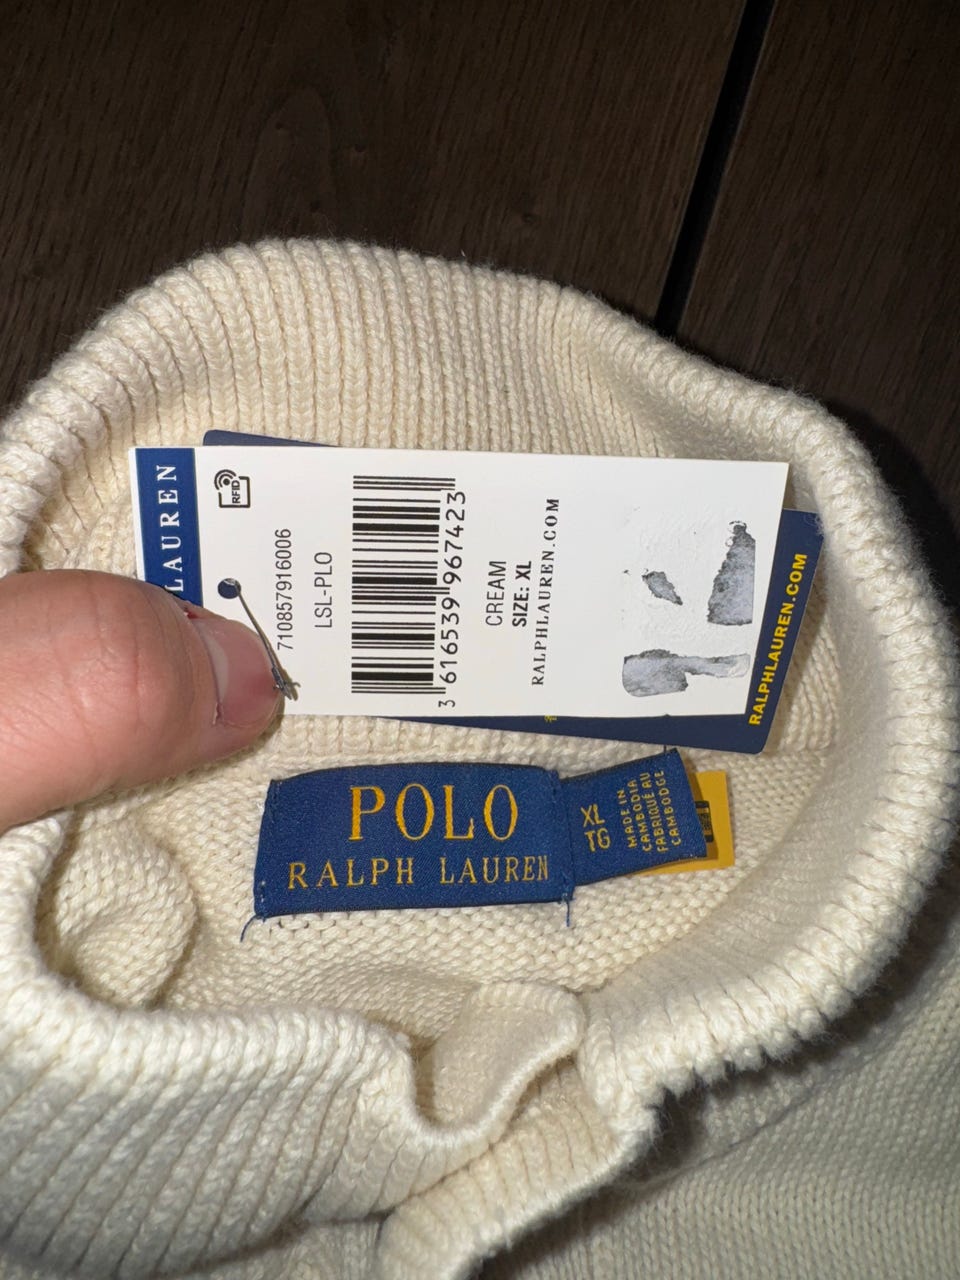 LAUREN
RFID
710857916006
LSL-PLO
3 616539 967423
CREAM
SIZE: XL
RALPHLAUREN.COM
RALPHLAUREN.COM
POLO
RALPH LAUREN
XL
TG
MADE IN
CAMBODIA
FABRIQUÉ AU
CAMBODGE